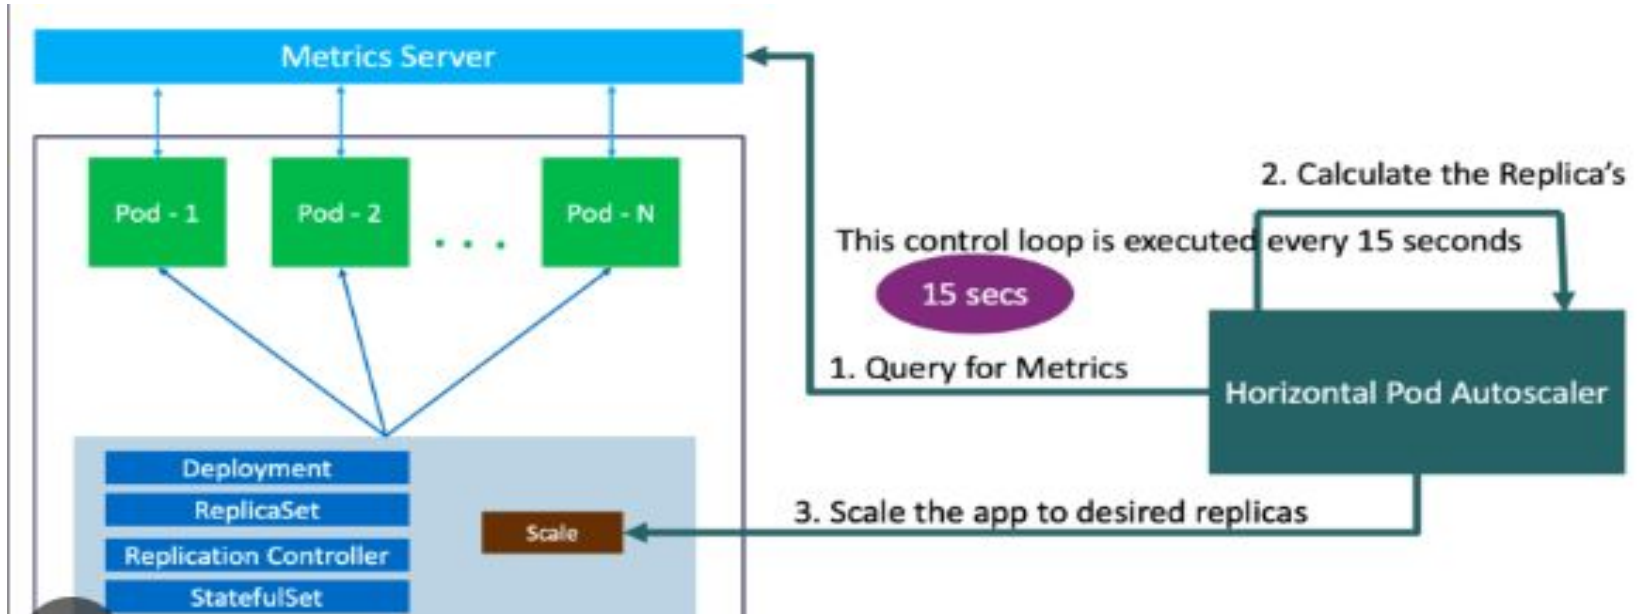 Metrics Server
Pod - 1
Pod - 2
Pod - N
2. Calculate the Replica's
This control loop is executed every 15 seconds
15 secs
1. Query for Metrics
Horizontal Pod Autoscaler
Deployment
ReplicaSet
Replication Controller
StatefulSet
Scale
3. Scale the app to desired replicas